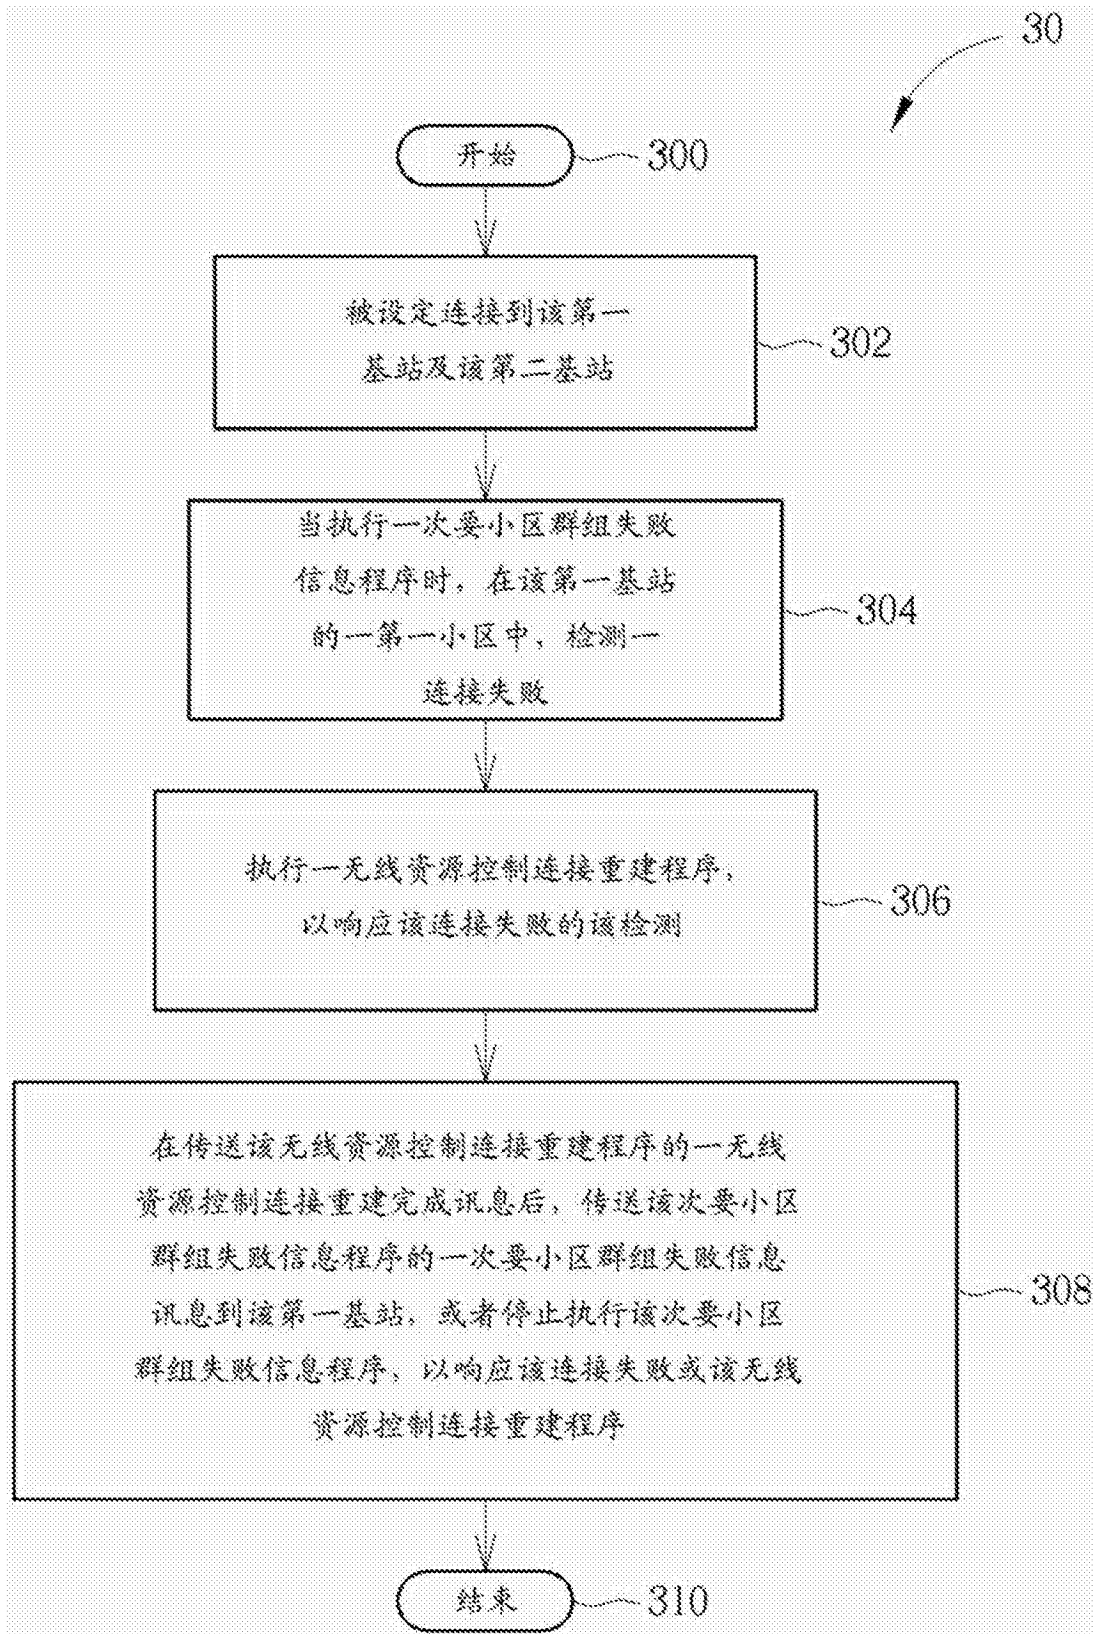 30
开始
300
被设定连接到该第一
基站及该第二基站
302
当执行一次要小区群组失败
信息程序时，在该第一基站
的一第一小区中，检测一
连接失败
304
执行一无线资源控制连接重建程序，
以响应该连接失败的该检测
306
在传送该无线资源控制连接重建程序的一无线
资源控制连接重建完成讯息后，传送该次要小区
群组失败信息程序的一次要小区群组失败信息
讯息到该第一基站，或者停止执行该次要小区
群组失败信息程序，以响应该连接失败或该无线
资源控制连接重建程序
308
结束
310